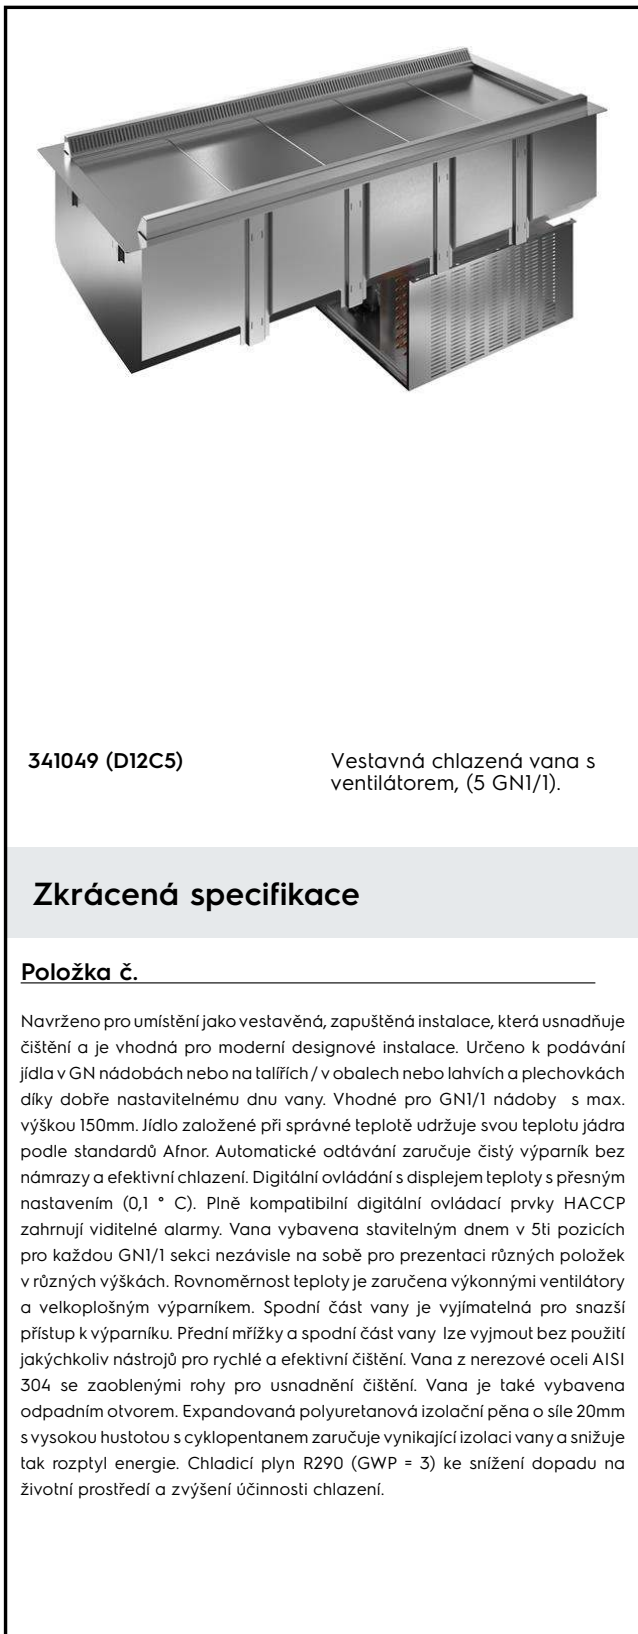 341049 (D12C5)
Vestavná chlazená vana s
ventilátorem, (5 GN1/1).
Zkrácená specifikace
Položka č.
Navrženo pro umístění jako vestavěná, zapuštěná instalace, která usnadňuje
čištění a je vhodná pro moderní designové instalace. Určeno k podávání
jídla v GN nádobách nebo na talířích / v obalech nebo lahvích a plechovkách
díky dobře nastavitelnému dnu vany. Vhodné pro GN1/1 nádoby s max.
výškou 150mm. Jídlo založené při správné teplotě udržuje svou teplotu jádra
podle standardů Afnor. Automatické odtávání zaručuje čistý výparník bez
námrazy a efektivní chlazení. Digitální ovládání s displejem teploty s přesným
nastavením (0,1 ° C). Plně kompatibilní digitální ovládací prvky HACCP
zahrnují viditelné alarmy. Vana vybavena stavitelným dnem v 5ti pozicích
pro každou GN1/1 sekci nezávisle na sobě pro prezentaci různých položek
v různých výškách. Rovnoměrnost teploty je zaručena výkonnými ventilátory
a velkoplošným výparníkem. Spodní část vany je vyjímatelná pro snazší
přístup k výparníku. Přední mřížky a spodní část vany lze vyjmout bez použití
jakýchkoliv nástrojů pro rychlé a efektivní čištění. Vana z nerezové oceli AISI
304 se zaoblenými rohy pro usnadnění čištění. Vana je také vybavena
odpadním otvorem. Expandovaná polyuretanová izolační pěna o síle 20mm
s vysokou hustotou s cyklopentanem zaručuje vynikající izolaci vany a snižuje
tak rozptyl energie. Chladicí plyn R290 (GWP = 3) ke snížení dopadu na
životní prostředí a zvýšení účinnosti chlazení.